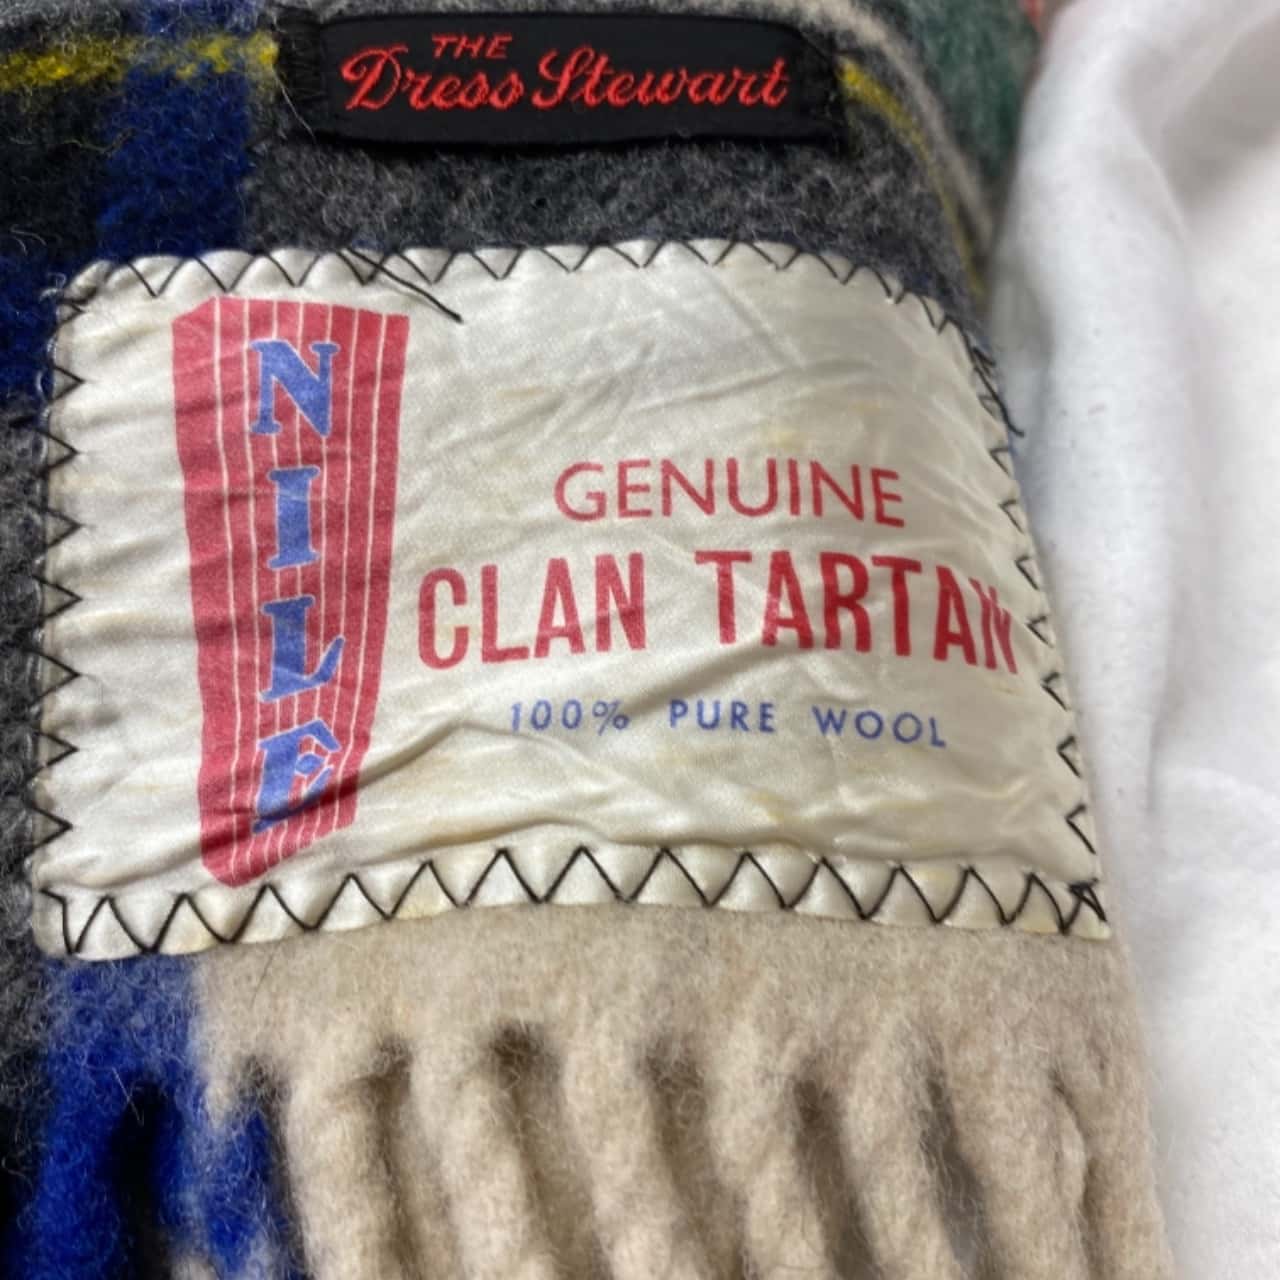 THE
Dress Stewart
NILE
GENUINE
CLAN TARTAN
100% PURE WOOL